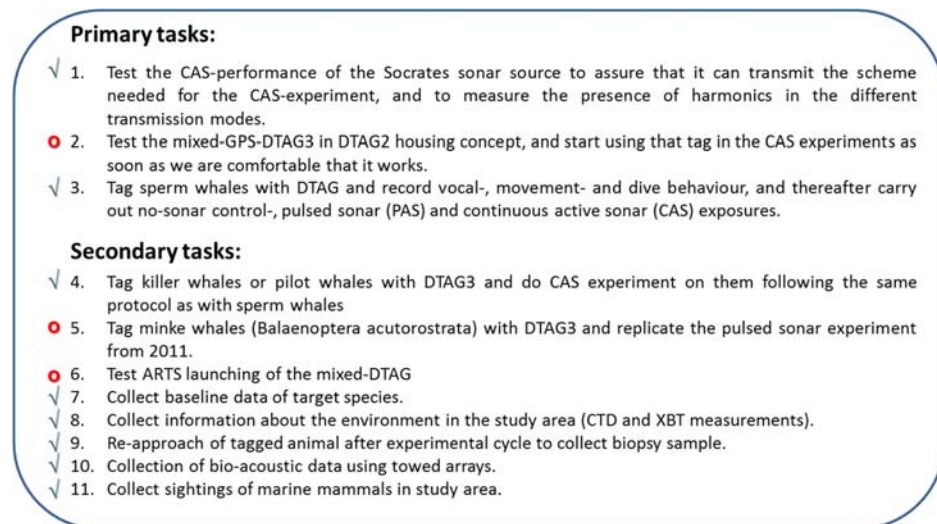 Primary tasks:
√ 1. Test the CAS-performance of the Socrates sonar source to assure that it can transmit the scheme
needed for the CAS-experiment, and to measure the presence of harmonics in the different
transmission modes.
o 2. Test the mixed-GPS-DTAG3 in DTAG2 housing concept, and start using that tag in the CAS experiments as
soon as we are comfortable that it works.
√ 3. Tag sperm whales with DTAG and record vocal-, movement- and dive behaviour, and thereafter carry
out no-sonar control-, pulsed sonar (PAS) and continuous active sonar (CAS) exposures.
Secondary tasks:
√ 4. Tag killer whales or pilot whales with DTAG3 and do CAS experiment on them following the same
protocol as with sperm whales
o 5. Tag minke whales (Balaenoptera acutorostrata) with DTAG3 and replicate the pulsed sonar experiment
from 2011.
o 6. Test ARTS launching of the mixed-DTAG
√ 7. Collect baseline data of target species.
√ 8. Collect information about the environment in the study area (CTD and XBT measurements).
√ 9. Re-approach of tagged animal after experimental cycle to collect biopsy sample.
√ 10. Collection of bio-acoustic data using towed arrays.
√ 11. Collect sightings of marine mammals in study area.